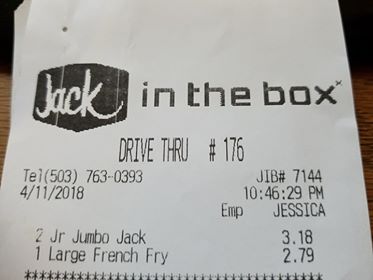 Jack in the box
DRIVE THRU # 176
Tel(503) 763-0393 JIB# 7144
4/11/2018 10:46:29 PM
Emp JESSICA
2 Jr Jumbo Jack 3.18
1 Large French Fry 2.79